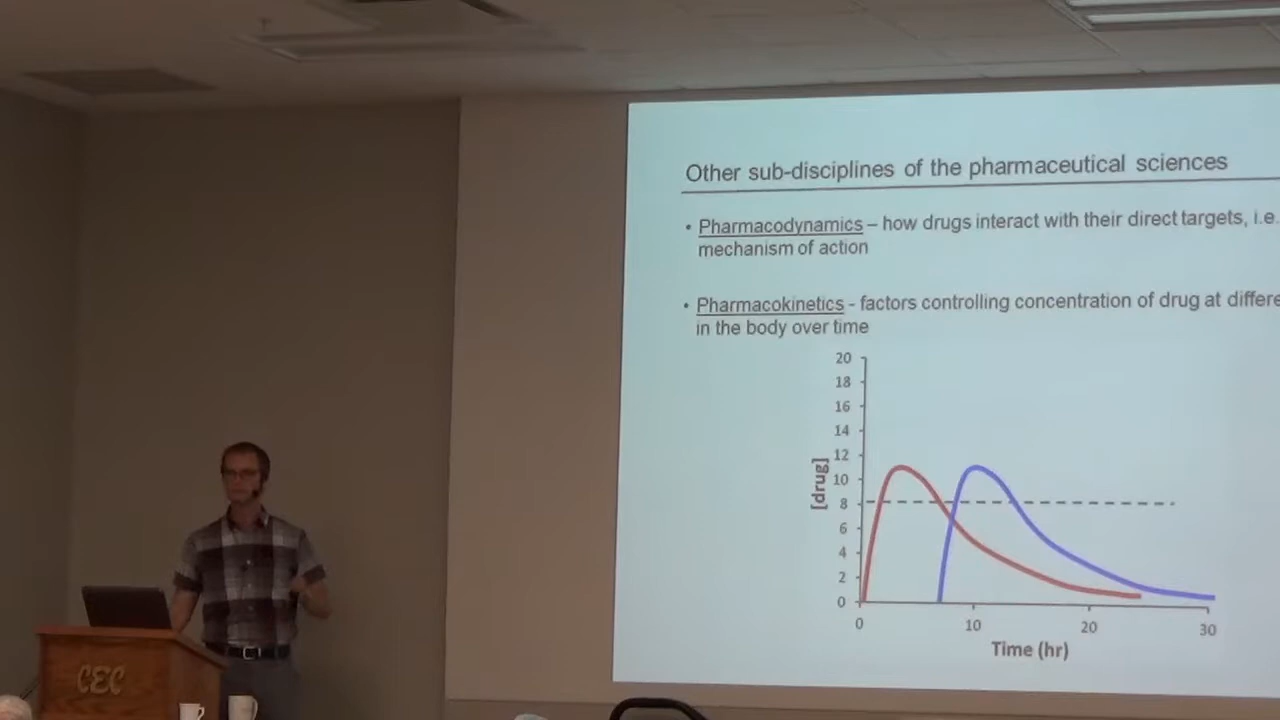 Other sub-disciplines of the pharmaceutical sciences
• Pharmacodynamics – how drugs interact with their direct targets, i.e.
mechanism of action
• Pharmacokinetics - factors controlling concentration of drug at differe
in the body over time
20
18
16
14
12
10
8
6
4
2
0
[drug]
0 10 20 30
Time (hr)
CEC